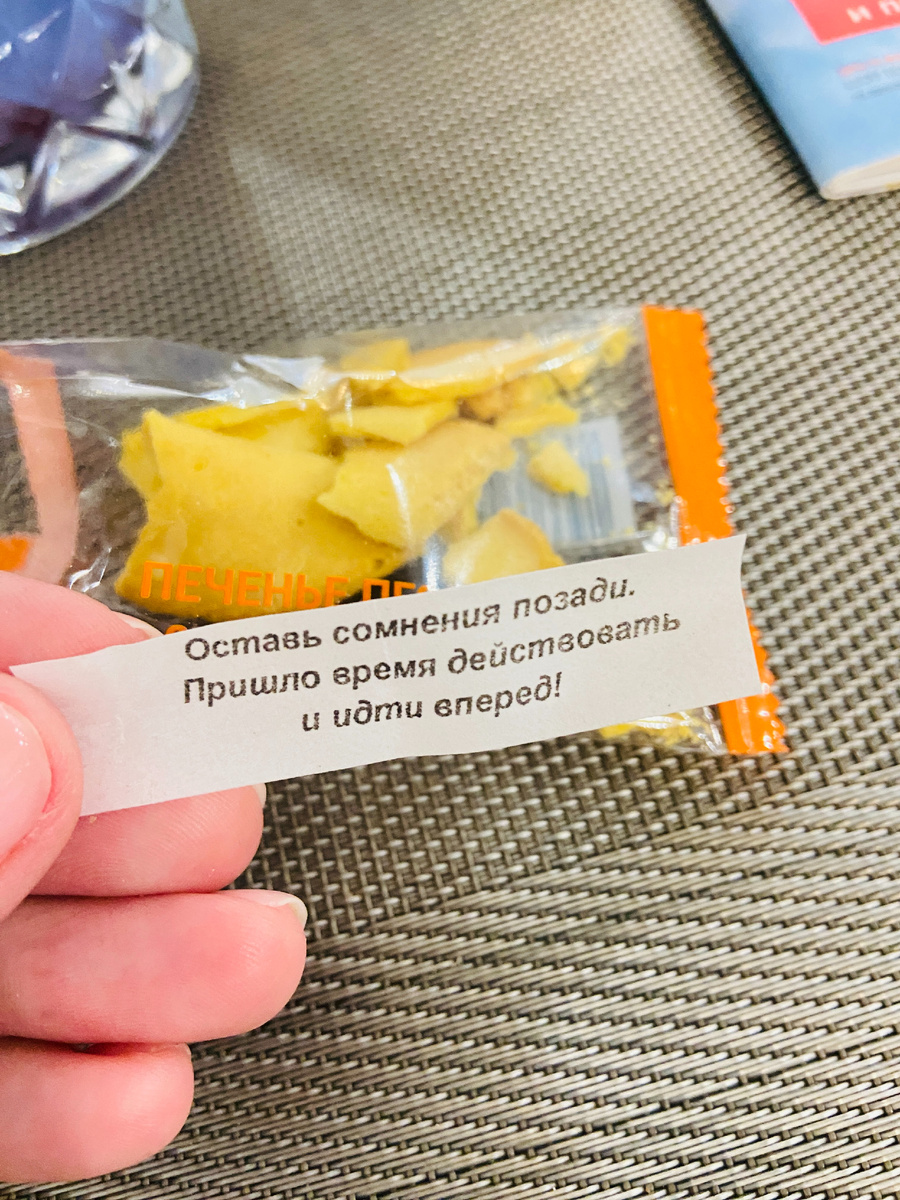 и п
ПЕЧЕНЬЕ
Оставь сомнения позади.
Пришло время действовать
и идти вперед!